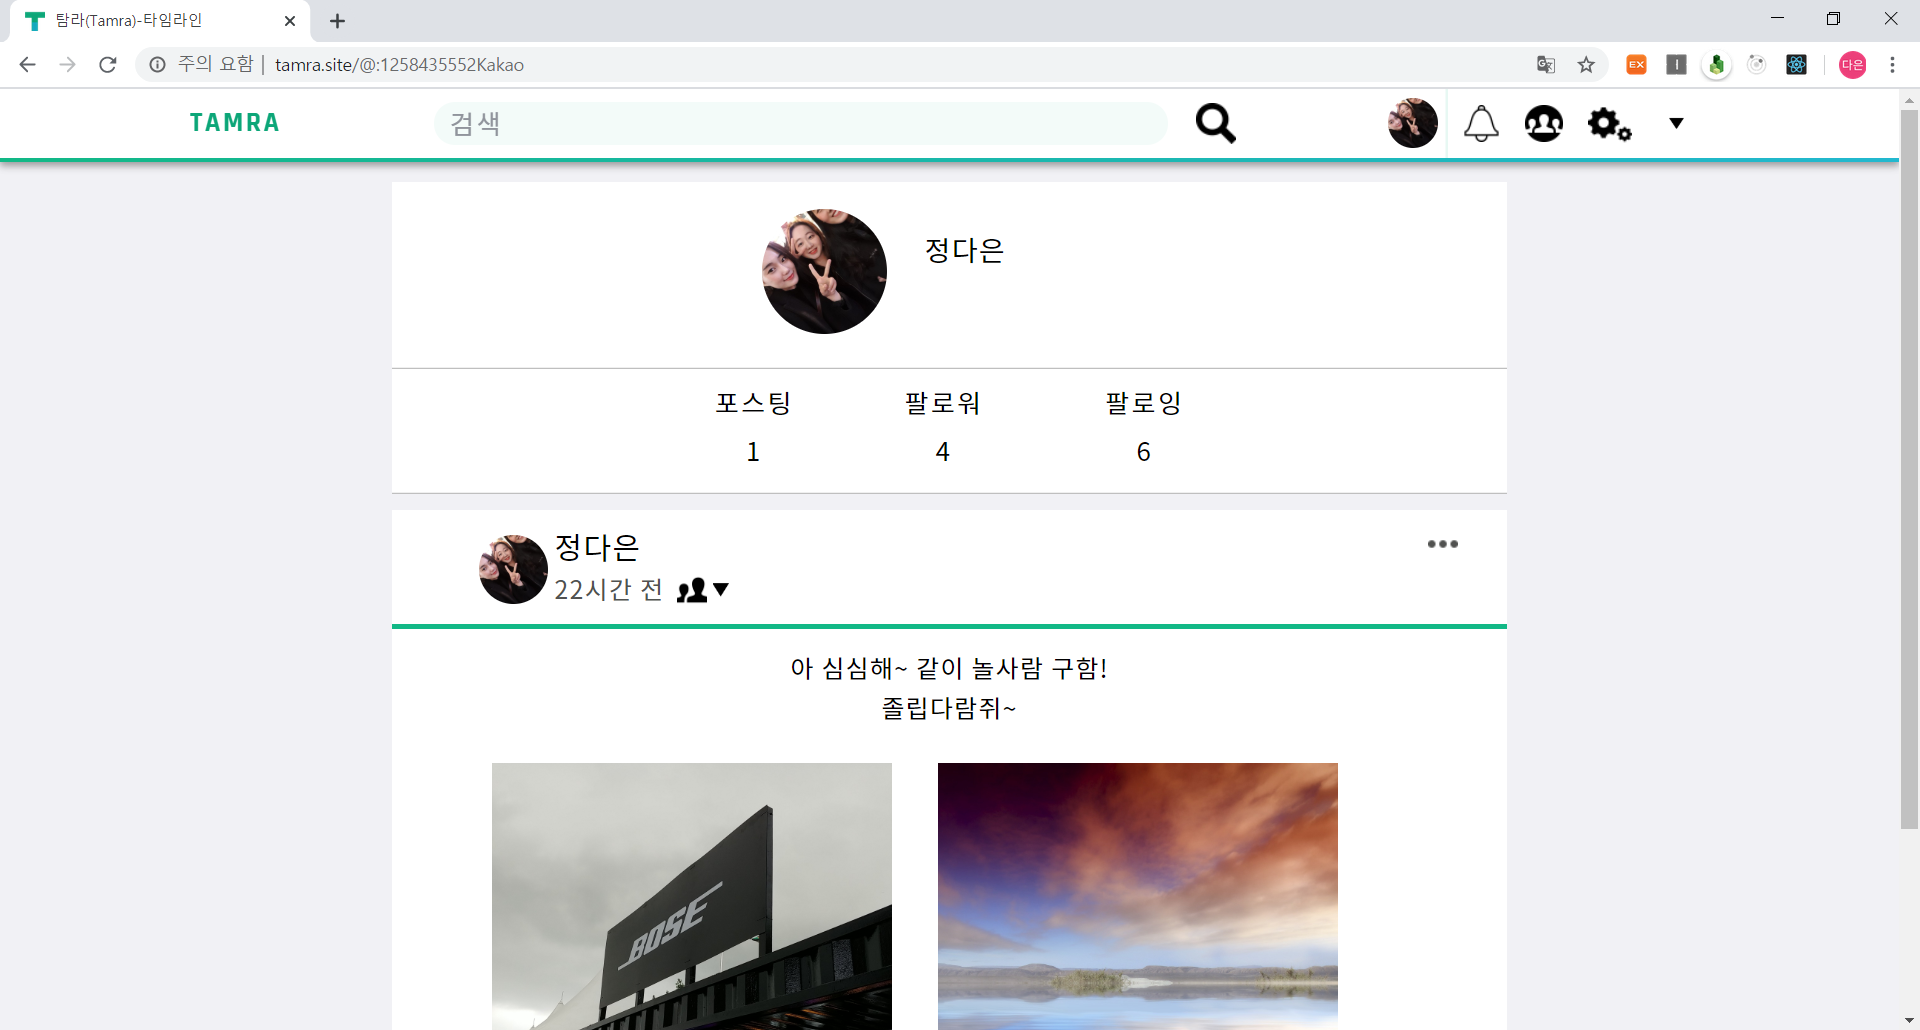 탐라(Tamra)-타임라인
주의 요함 | tamra.site/@:1258435552Kakao
EX
다은
TAMRA
검색
정다은
포스팅 팔로워 팔로잉
1 4 6
정다은
22시간 전
아 심심해~ 같이 놀사람 구함!
졸립다람쥐~
BOSE